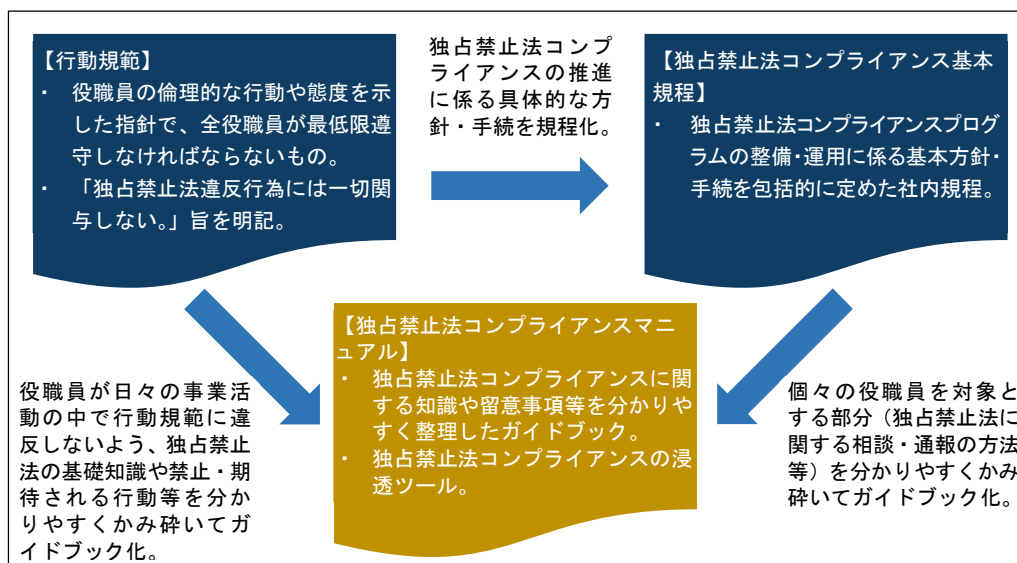 【行動規範】
・ 役職員の倫理的な行動や態度を示
した指針で、全役職員が最低限遵
守しなければならないもの。
・ 「独占禁止法違反行為には一切関
与しない。」旨を明記。
独占禁止法コンプ
ライアンスの推進
に係る具体的な方
針・手続を規程化。
【独占禁止法コンプライアンス基本
規程】
・ 独占禁止法コンプライアンスプログ
ラムの整備・運用に係る基本方針・
手続を包括的に定めた社内規程。
役職員が日々の事業活
動の中で行動規範に違
反しないよう、独占禁止
法の基礎知識や禁止・期
待される行動等を分か
りやすくかみ砕いてガ
イドブック化。
【独占禁止法コンプライアンスマニ
ュアル】
・ 独占禁止法コンプライアンスに関
する知識や留意事項等を分かりや
すく整理したガイドブック。
・ 独占禁止法コンプライアンスの浸
透ツール。
個々の役職員を対象と
する部分（独占禁止法に
関する相談・通報の方法
等）を分かりやすくかみ
砕いてガイドブック化。